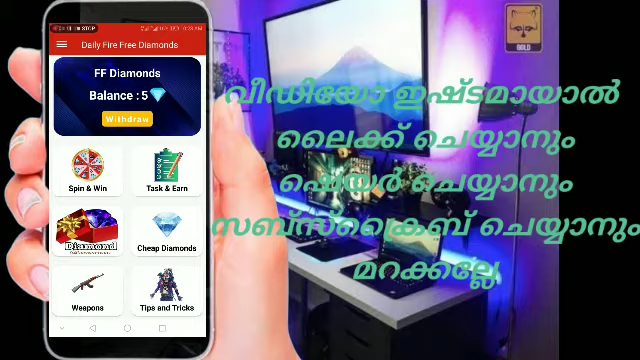 STOP
Daily Fire Free Diamonds
FF Diamonds
Balance : 5
Withdraw
Spin & Win
Task & Earn
Diamond
Cheap Diamonds
Weapons
Tips and Tricks
GOLD
വീഡിയോ ഇഷ്ടമായാൽ
ലൈക്ക് ചെയ്യാനും
ഷെയർ ചെയ്യാനും
സബ്സ്ക്രൈബ് ചെയ്യാനും
മറക്കല്ലേ